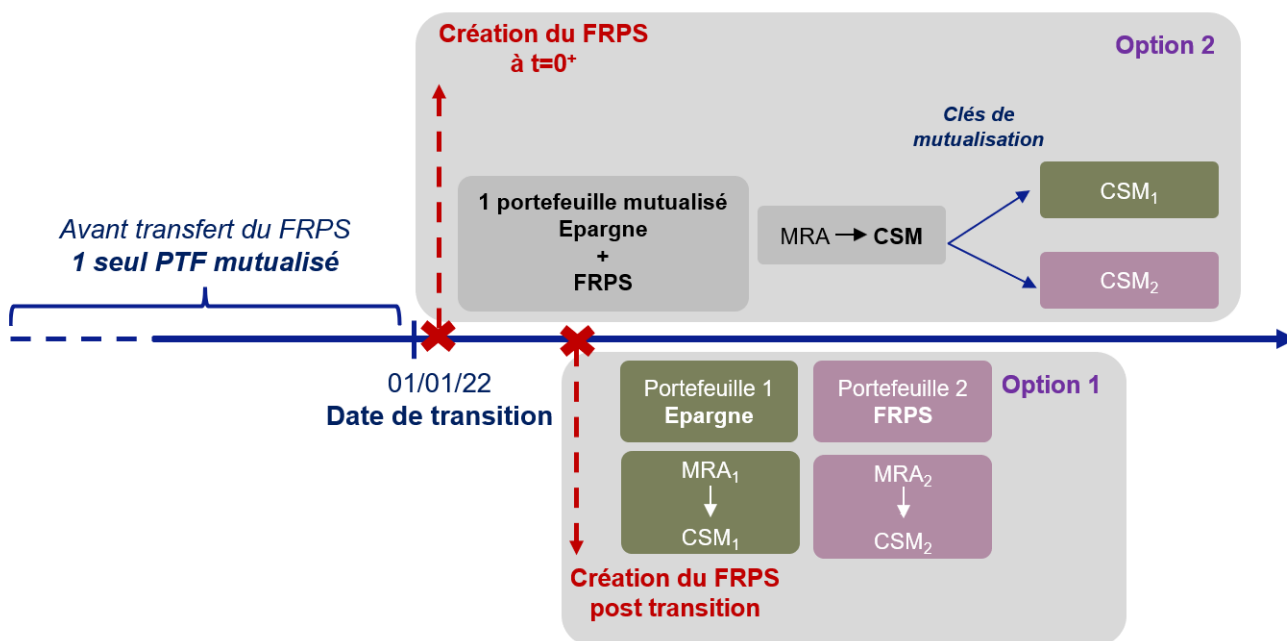 Création du FRPS
à t=0⁺
Option 2
Clés de
mutualisation
1 portefeuille mutualisé
Epargne
+
FRPS
MRA → CSM
CSM₁
CSM₂
Avant transfert du FRPS
1 seul PTF mutualisé
01/01/22
Date de transition
Portefeuille 1
Epargne
Portefeuille 2
FRPS
Option 1
MRA₁
CSM₁
MRA₂
CSM₂
Création du FRPS
post transition